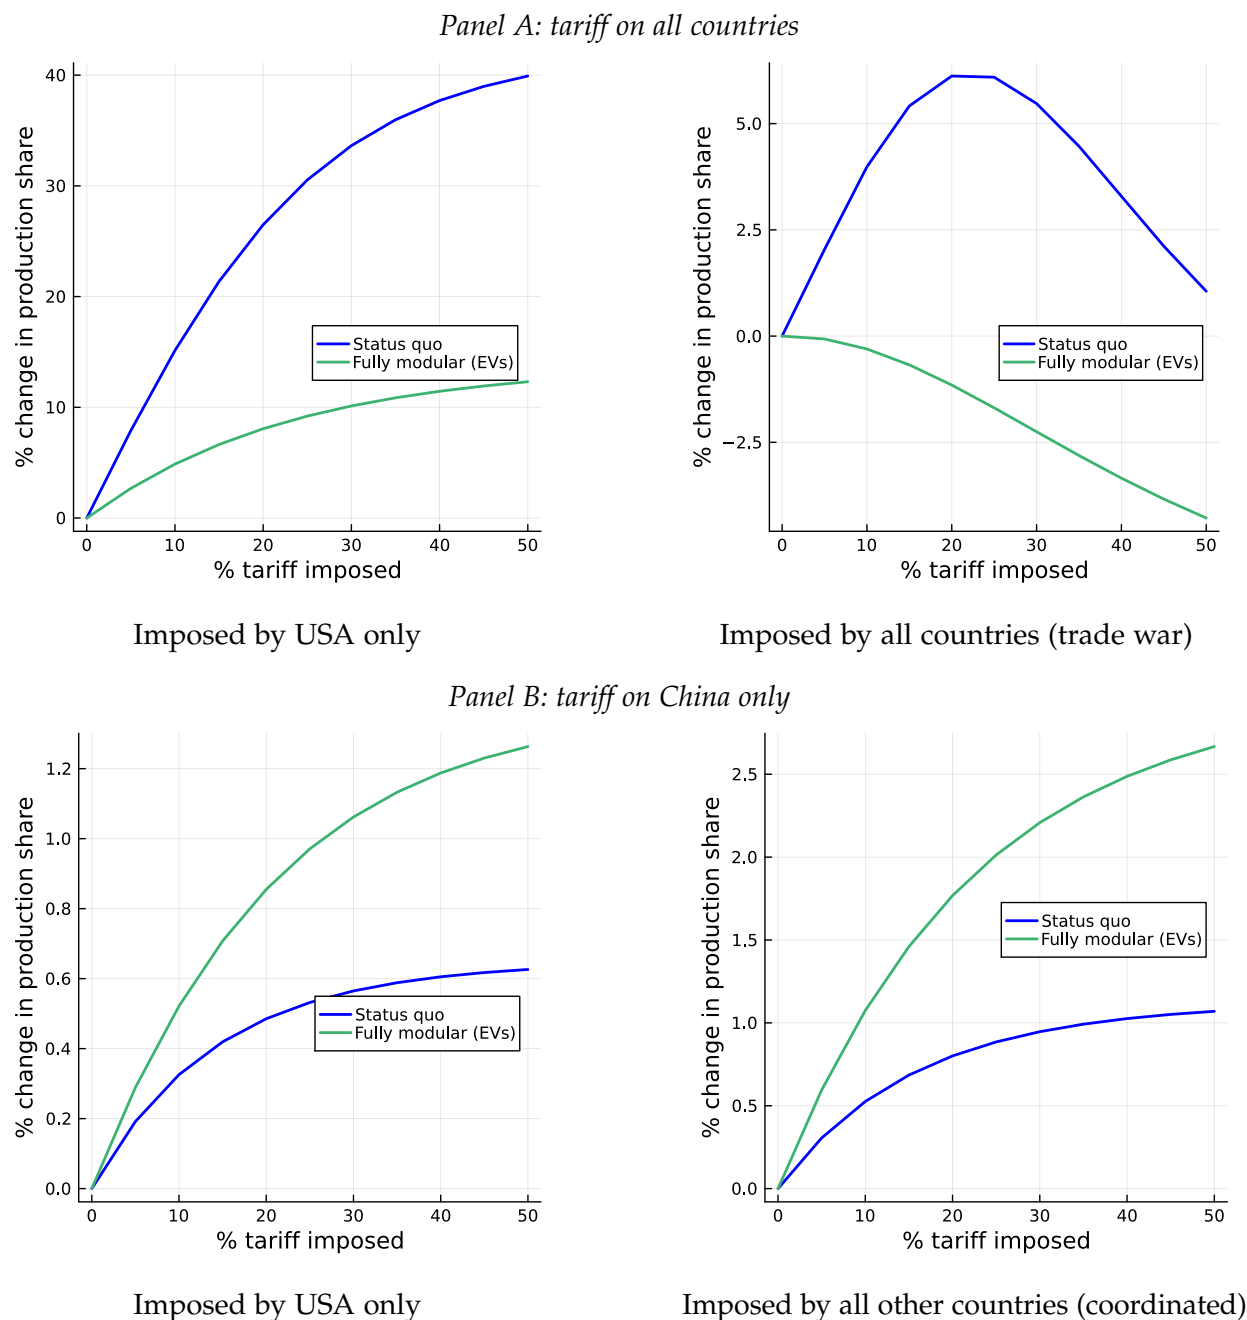 Panel A: tariff on all countries
% change in production share
40
30
20
10
0
Status quo
Fully modular (EVs)
0 10 20 30 40 50
% tariff imposed
Imposed by USA only
% change in production share
5.0
2.5
0.0
−2.5
Status quo
Fully modular (EVs)
0 10 20 30 40 50
% tariff imposed
Imposed by all countries (trade war)
Panel B: tariff on China only
% change in production share
1.2
1.0
0.8
0.6
0.4
0.2
0.0
Status quo
Fully modular (EVs)
0 10 20 30 40 50
% tariff imposed
Imposed by USA only
% change in production share
2.5
2.0
1.5
1.0
0.5
0.0
Status quo
Fully modular (EVs)
0 10 20 30 40 50
% tariff imposed
Imposed by all other countries (coordinated)